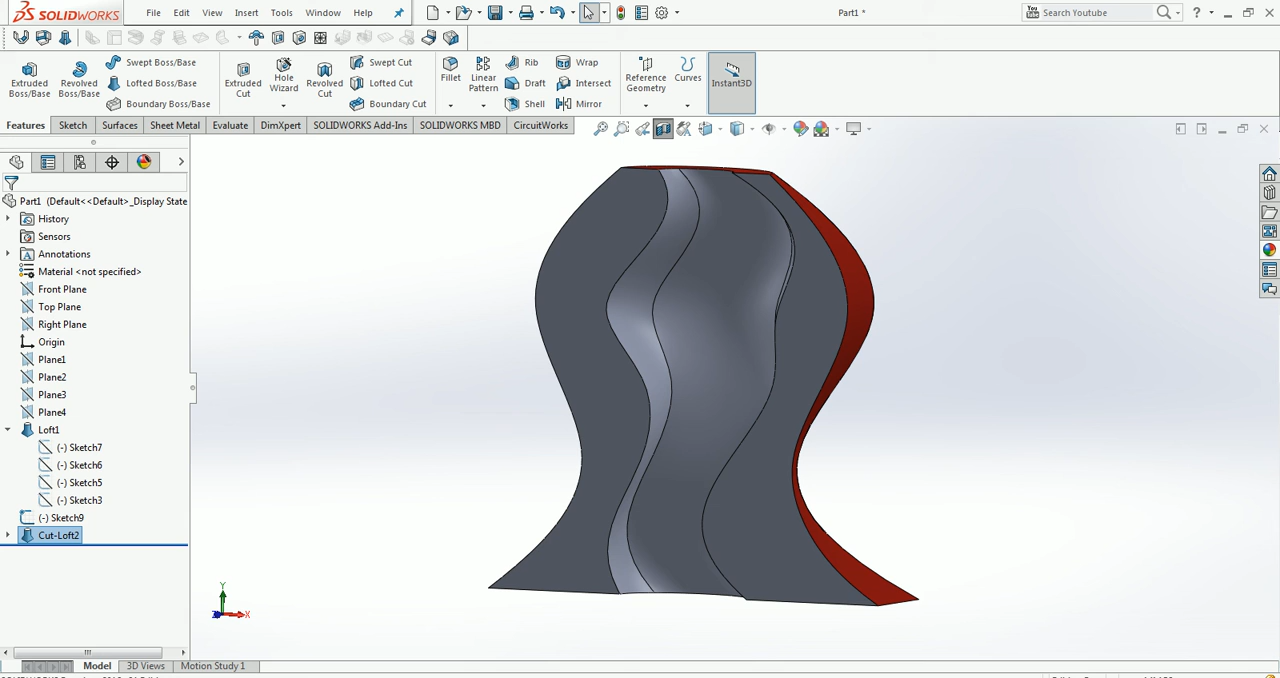 SOLIDWORKS File Edit View Insert Tools Window Help Part1 * Search Youtube ?
Extruded Boss/Base
Revolved Boss/Base
Swept Boss/Base
Lofted Boss/Base
Boundary Boss/Base
Extruded Cut
Hole Wizard
Revolved Cut
Swept Cut
Lofted Cut
Boundary Cut
Fillet
Linear Pattern
Rib
Draft
Shell
Wrap
Intersect
Mirror
Reference Geometry
Curves
Instant3D
Features Sketch Surfaces Sheet Metal Evaluate DimXpert SOLIDWORKS Add-Ins SOLIDWORKS MBD CircuitWorks
Part1 (Default<<Default>_Display State
History
Sensors
Annotations
Material <not specified>
Front Plane
Top Plane
Right Plane
Origin
Plane1
Plane2
Plane3
Plane4
Loft1
(-) Sketch7
(-) Sketch6
(-) Sketch5
(-) Sketch3
(-) Sketch9
Cut-Loft2
Y
X
Model 3D Views Motion Study 1